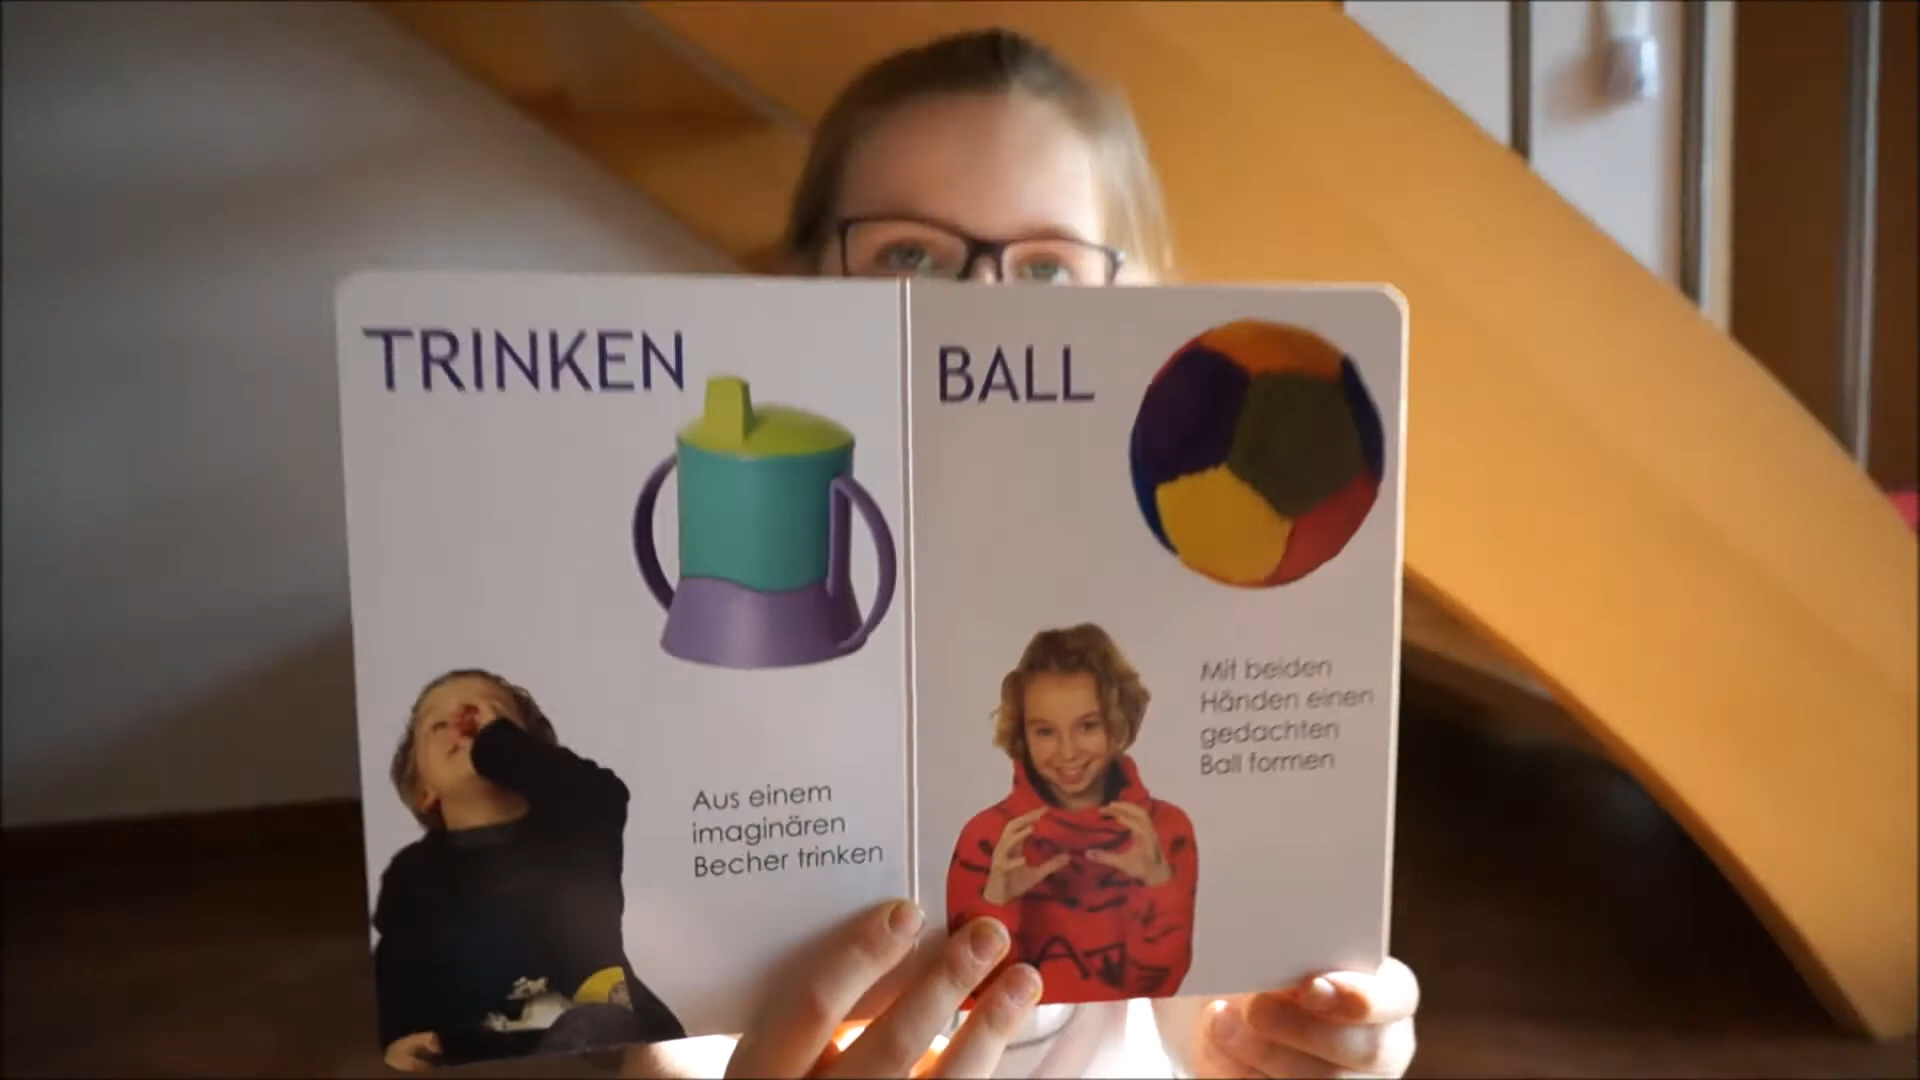 TRINKEN
Aus einem
imaginären
Becher trinken
BALL
Mit beiden
Händen einen
gedachten
Ball formen